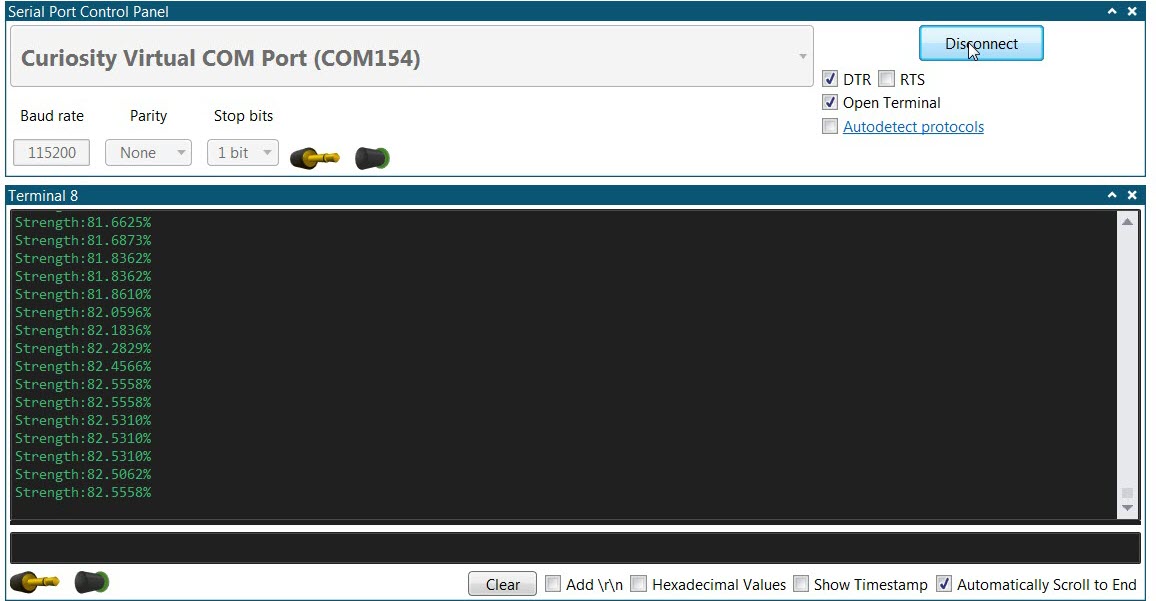 Serial Port Control Panel
Curiosity Virtual COM Port (COM154)
Disconnect
DTR RTS
Open Terminal
Autodetect protocols
Baud rate Parity Stop bits
115200 None 1 bit
Terminal 8
Strength:81.6625%
Strength:81.6873%
Strength:81.8362%
Strength:81.8362%
Strength:81.8610%
Strength:82.0596%
Strength:82.1836%
Strength:82.2829%
Strength:82.4566%
Strength:82.5558%
Strength:82.5558%
Strength:82.5310%
Strength:82.5310%
Strength:82.5310%
Strength:82.5062%
Strength:82.5558%
Clear Add \r\n Hexadecimal Values Show Timestamp Automatically Scroll to End